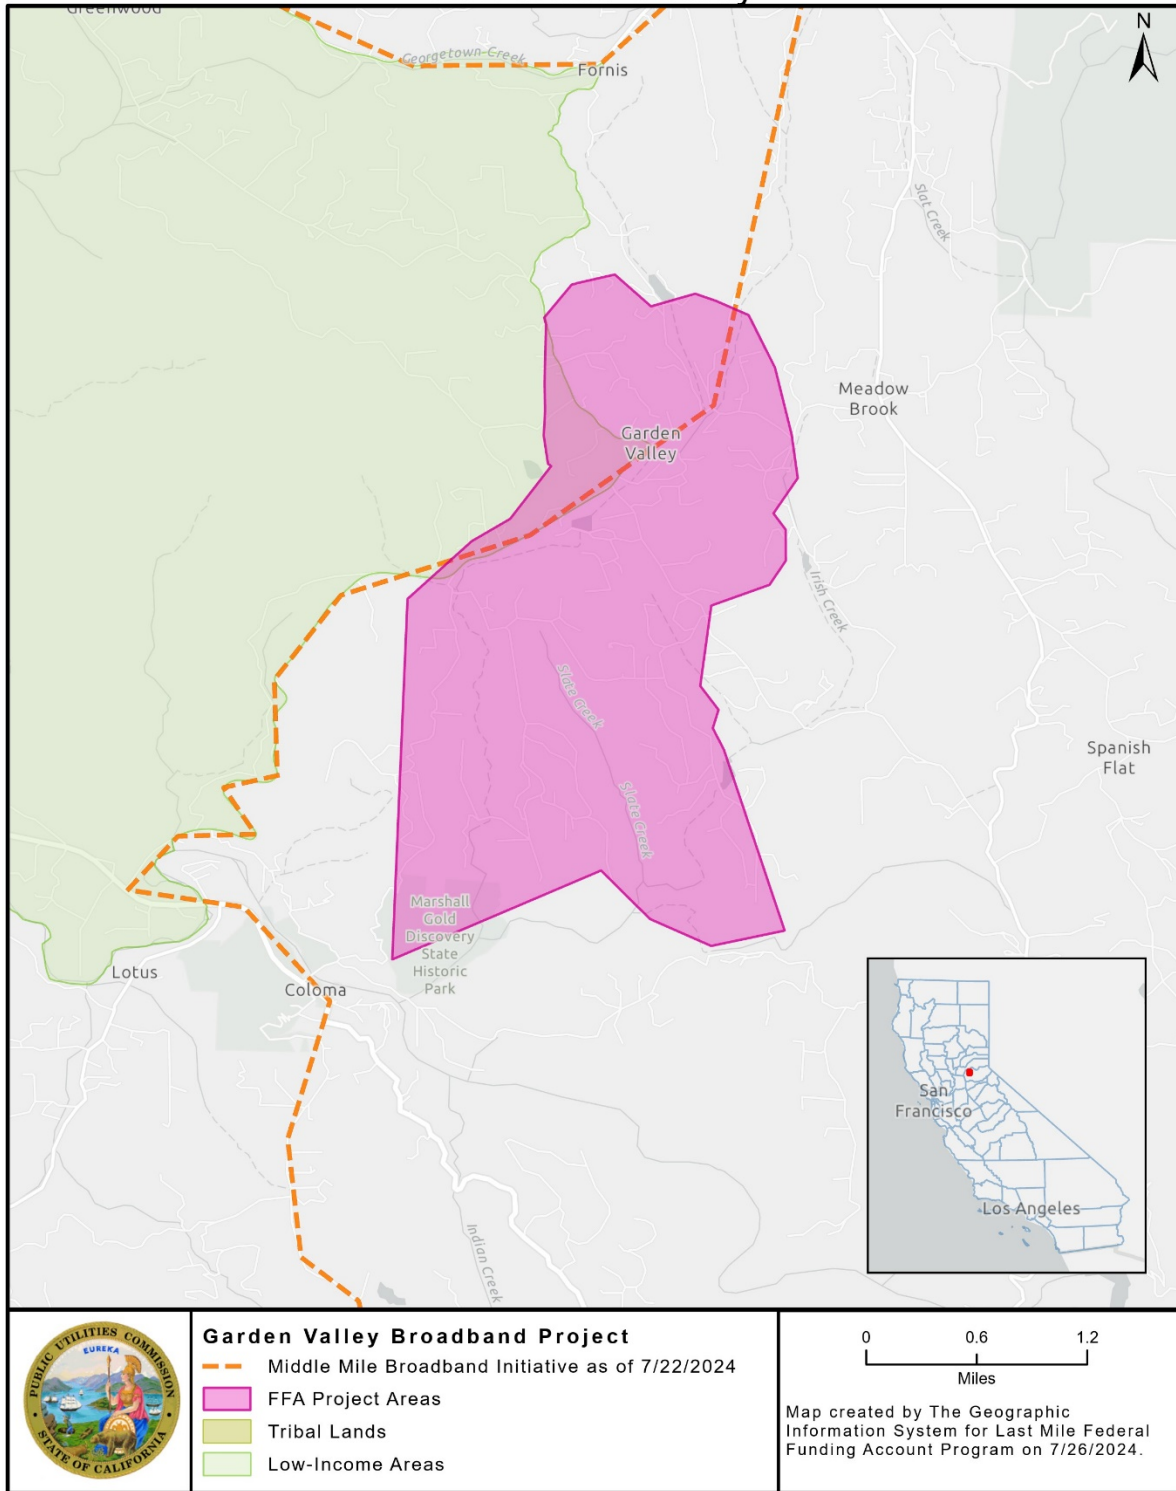 Greenwood
Georgetown Creek
Fornis
N
Slat Creek
Meadow
Brook
Garden
Valley
Irish Creek
Slate Creek
Slate Creek
Spanish
Flat
Marshall
Gold
Discovery
State
Historic
Park
Lotus
Coloma
Indian Creek
San
Francisco
Los Angeles
PUBLIC UTILITIES COMMISSION
EUREKA
STATE OF CALIFORNIA
Garden Valley Broadband Project
Middle Mile Broadband Initiative as of 7/22/2024
FFA Project Areas
Tribal Lands
Low-Income Areas
0 0.6 1.2
Miles
Map created by The Geographic
Information System for Last Mile Federal
Funding Account Program on 7/26/2024.